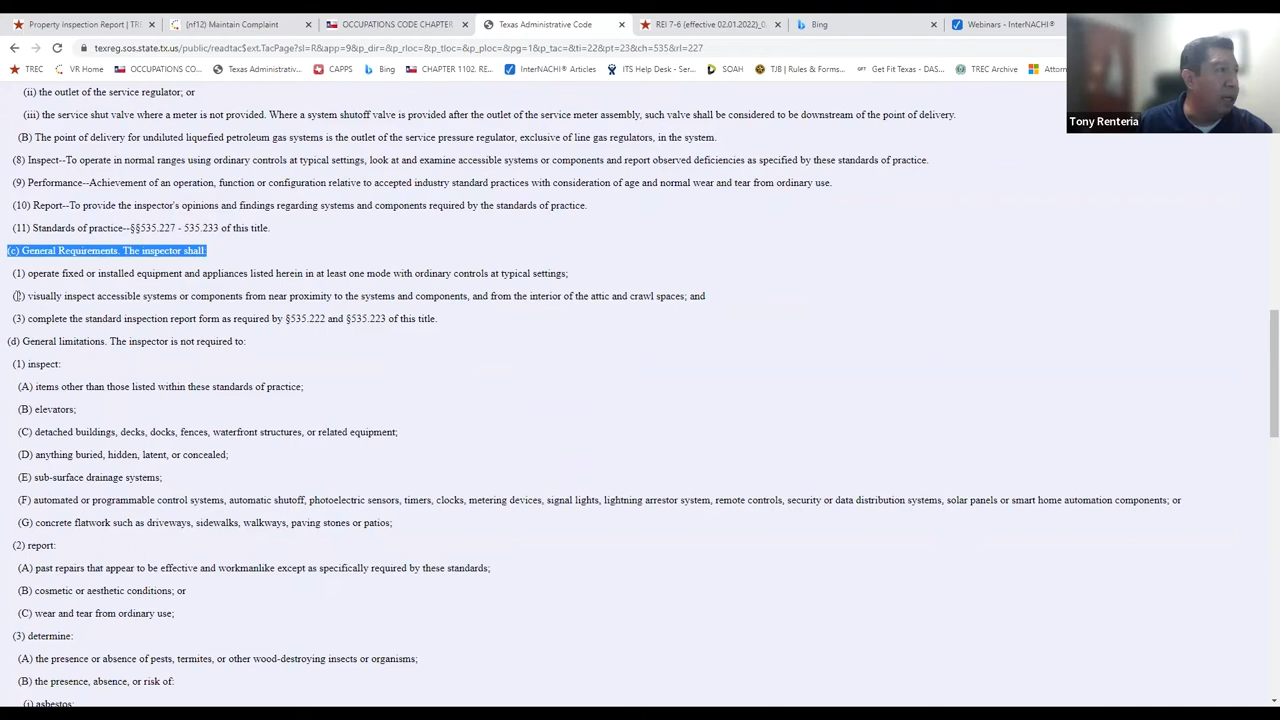 Property Inspection Report | TRE
(nf12) Maintain Complaint
OCCUPATIONS CODE CHAPTER
Texas Administrative Code
REI 7-6 (effective 02.01.2022)_0
Bing
Webinars - InterNACHI®
texreg.sos.state.tx.us/public/readtac$ext.TacPage?sl=R&app=9&p_dir=&p_rloc=&p_tloc=&p_ploc=&pg=1&p_tac=&ti=22&pt=23&ch=535&rl=227
TREC
VR Home
OCCUPATIONS CO...
Texas Administrativ...
CAPPS
Bing
CHAPTER 1102. RE...
InterNACHI® Articles
ITS Help Desk - Ser...
SOAH
TJB | Rules & Forms...
GFT Get Fit Texas - DAS...
TREC Archive
Attorn
Tony Renteria
(ii) the outlet of the service regulator; or
(iii) the service shut valve where a meter is not provided. Where a system shutoff valve is provided after the outlet of the service meter assembly, such valve shall be considered to be downstream of the point of delivery.
(B) The point of delivery for undiluted liquefied petroleum gas systems is the outlet of the service pressure regulator, exclusive of line gas regulators, in the system.
(8) Inspect--To operate in normal ranges using ordinary controls at typical settings, look at and examine accessible systems or components and report observed deficiencies as specified by these standards of practice.
(9) Performance--Achievement of an operation, function or configuration relative to accepted industry standard practices with consideration of age and normal wear and tear from ordinary use.
(10) Report--To provide the inspector's opinions and findings regarding systems and components required by the standards of practice.
(11) Standards of practice--§§535.227 - 535.233 of this title.
(c) General Requirements. The inspector shall:
(1) operate fixed or installed equipment and appliances listed herein in at least one mode with ordinary controls at typical settings;
(2) visually inspect accessible systems or components from near proximity to the systems and components, and from the interior of the attic and crawl spaces; and
(3) complete the standard inspection report form as required by §535.222 and §535.223 of this title.
(d) General limitations. The inspector is not required to:
(1) inspect:
(A) items other than those listed within these standards of practice;
(B) elevators;
(C) detached buildings, decks, docks, fences, waterfront structures, or related equipment;
(D) anything buried, hidden, latent, or concealed;
(E) sub-surface drainage systems;
(F) automated or programmable control systems, automatic shutoff, photoelectric sensors, timers, clocks, metering devices, signal lights, lightning arrestor system, remote controls, security or data distribution systems, solar panels or smart home automation components; or
(G) concrete flatwork such as driveways, sidewalks, walkways, paving stones or patios;
(2) report:
(A) past repairs that appear to be effective and workmanlike except as specifically required by these standards;
(B) cosmetic or aesthetic conditions; or
(C) wear and tear from ordinary use;
(3) determine:
(A) the presence or absence of pests, termites, or other wood-destroying insects or organisms;
(B) the presence, absence, or risk of:
(i) asbestos;